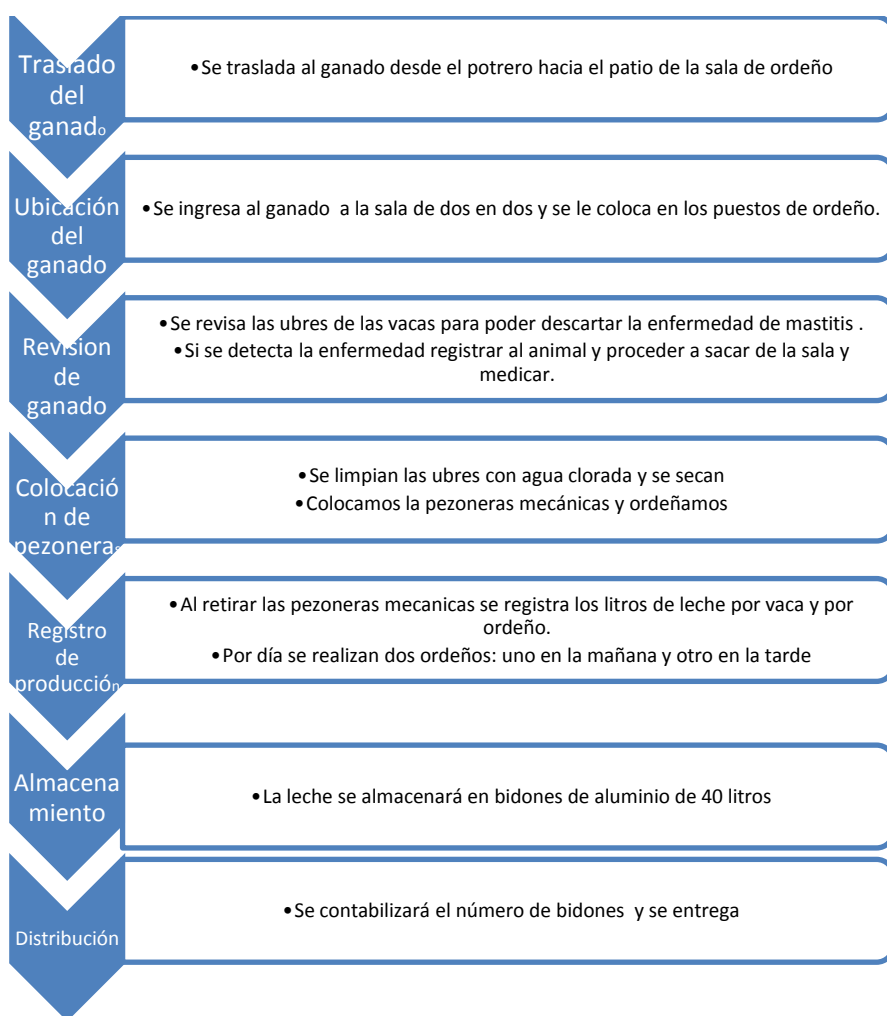 Traslado
del
ganado
•Se traslada al ganado desde el potrero hacia el patio de la sala de ordeño
Ubicación
del
ganado
•Se ingresa al ganado  a la sala de dos en dos y se le coloca en los puestos de ordeño.
Revision
de
ganado
•Se revisa las ubres de las vacas para poder descartar la enfermedad de mastitis .
•Si se detecta la enfermedad registrar al animal y proceder a sacar de la sala y
medicar.
Colocació
n de
pezoneras
•Se limpian las ubres con agua clorada y se secan
•Colocamos la pezoneras mecánicas y ordeñamos
Registro
de
producción
•Al retirar las pezoneras mecanicas se registra los litros de leche por vaca y por
ordeño.
•Por día se realizan dos ordeños: uno en la mañana y otro en la tarde
Almacena
miento
•La leche se almacenará en bidones de aluminio de 40 litros
Distribución
•Se contabilizará el número de bidones  y se entrega